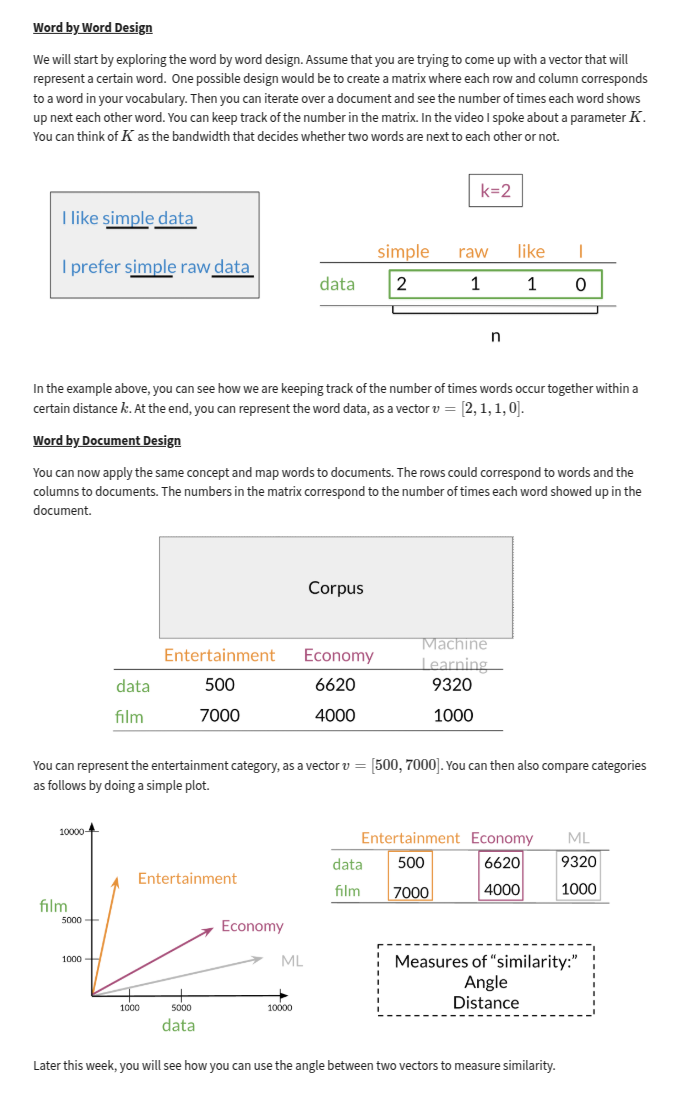 Word by Word Design
We will start by exploring the word by word design. Assume that you are trying to come up with a vector that will
represent a certain word. One possible design would be to create a matrix where each row and column corresponds
to a word in your vocabulary. Then you can iterate over a document and see the number of times each word shows
up next each other word. You can keep track of the number in the matrix. In the video I spoke about a parameter K.
You can think of K as the bandwidth that decides whether two words are next to each other or not.
k=2
I like simple data
I prefer simple raw data
simple raw like I
data 2 1 1 0
n
In the example above, you can see how we are keeping track of the number of times words occur together within a
certain distance k. At the end, you can represent the word data, as a vector v = [2, 1, 1, 0].
Word by Document Design
You can now apply the same concept and map words to documents. The rows could correspond to words and the
columns to documents. The numbers in the matrix correspond to the number of times each word showed up in the
document.
Corpus
Entertainment Economy Machine Learning
data 500 6620 9320
film 7000 4000 1000
You can represent the entertainment category, as a vector v = [500, 7000]. You can then also compare categories
as follows by doing a simple plot.
10000
Entertainment
film
5000
Economy
1000
ML
1000 5000 10000
data
Entertainment Economy ML
data 500 6620 9320
film 7000 4000 1000
Measures of “similarity:”
Angle
Distance
Later this week, you will see how you can use the angle between two vectors to measure similarity.